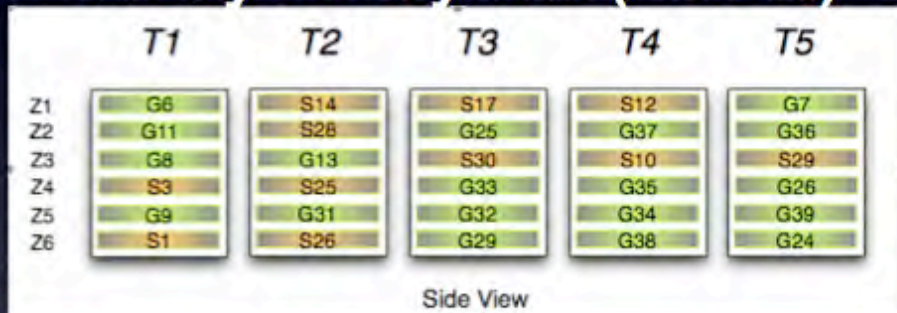 T1 T2 T3 T4 T5
Z1 G6 S14 S17 S12 G7
Z2 G11 S28 G25 G37 G36
Z3 G8 G13 S30 S10 S29
Z4 S3 S25 G33 G35 G26
Z5 G9 G31 G32 G34 G39
Z6 S1 S26 G29 G38 G24
Side View